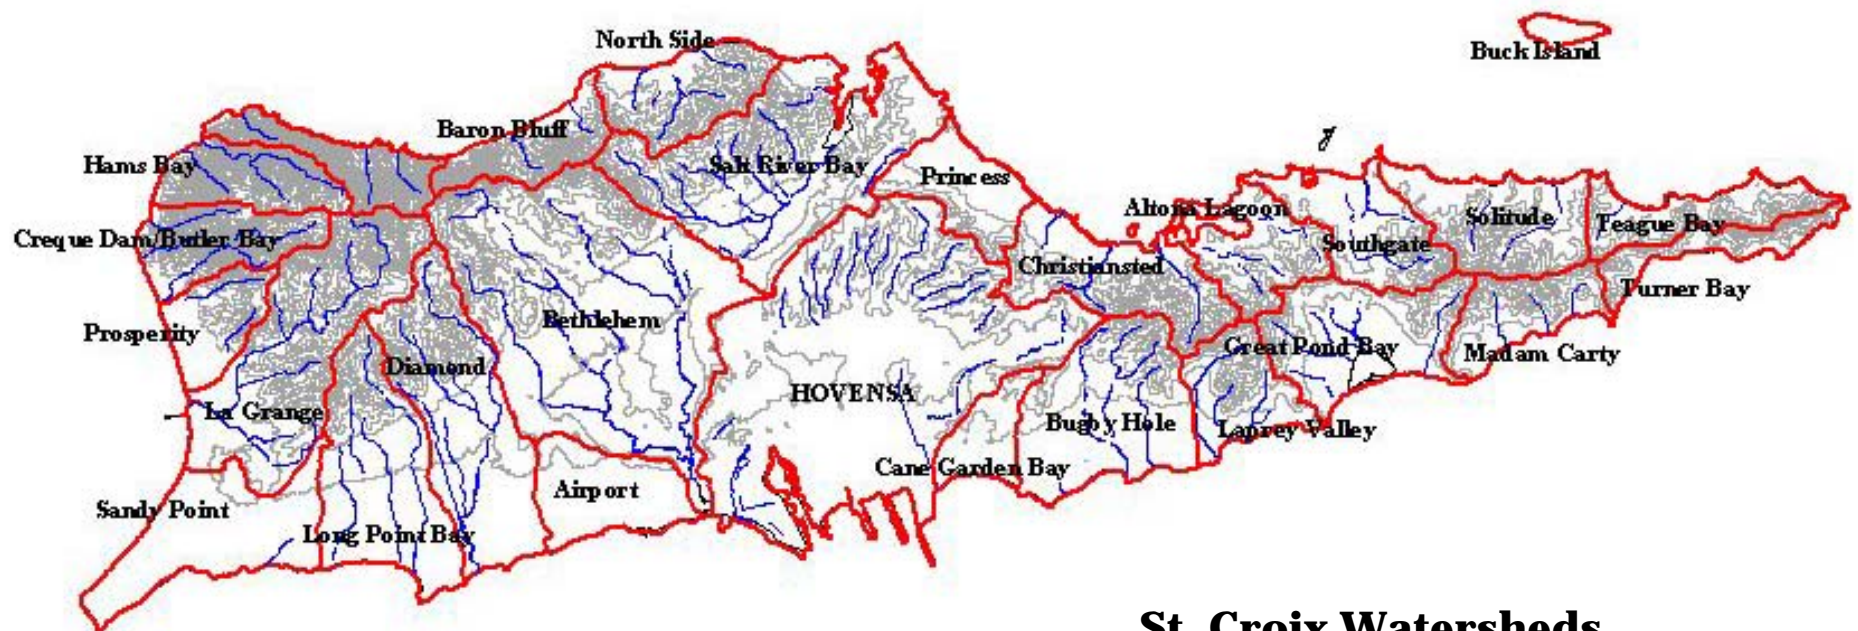 North Side
Buck Island
Baron Bluff
Hams Bay
Salt River Bay
Princess
Altona Lagoon
Solitude
Teague Bay
Creque Dam/Butler Bay
Southgate
Christiansted
Turner Bay
Prosperity
Bethlehem
Great Pond Bay
Madam Carty
Diamond
HOVENSA
La Grange
Bugby Hole
Laprey Valley
Cane Garden Bay
Airport
Sandy Point
Long Point Bay
St. Croix Watersheds